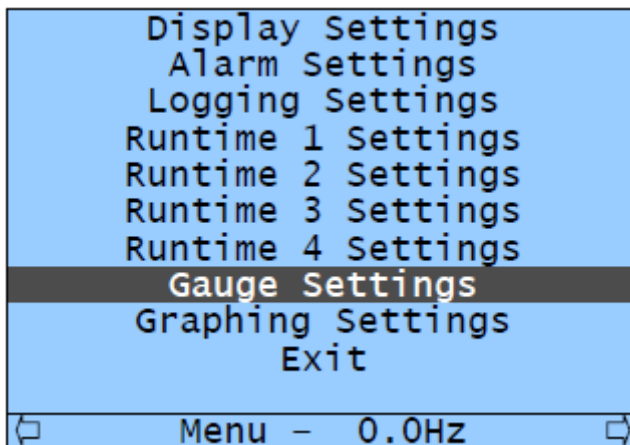 Display Settings
Alarm Settings
Logging Settings
Runtime 1 Settings
Runtime 2 Settings
Runtime 3 Settings
Runtime 4 Settings
Gauge Settings
Graphing Settings
Exit
Menu - 0.0Hz